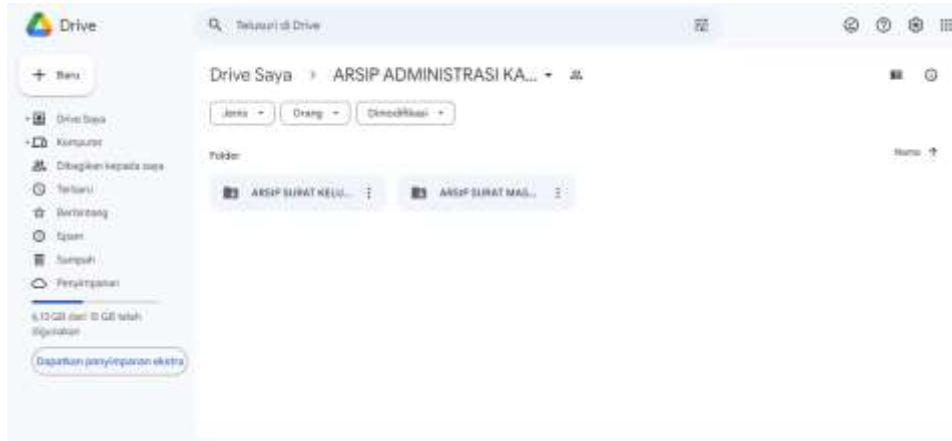 Drive
Telusuri di Drive
+ Baru
Drive Saya > ARSIP ADMINISTRASI KA...
Jenis
Orang
Dimodifikasi
Drive Saya
Komputer
Dibagikan kepada saya
Terbaru
Berbintang
Spam
Sampah
Penyimpanan
6,13 GB dari 15 GB telah
digunakan
Dapatkan penyimpanan ekstra
Folder
Nama ↑
ARSIP SURAT KELU...
ARSIP SURAT MAS...